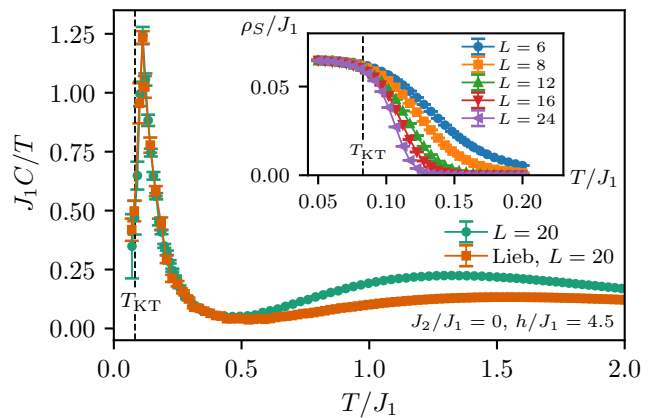 ρ_S/J_1
J_1C/T
1.25
1.00
0.75
0.50
0.25
0.00
0.05
0.00
L = 6
L = 8
L = 12
L = 16
L = 24
T_KT
0.05 0.10 0.15 0.20
T/J_1
T_KT
L = 20
Lieb, L = 20
J_2/J_1 = 0, h/J_1 = 4.5
0.0 0.5 1.0 1.5 2.0
T/J_1